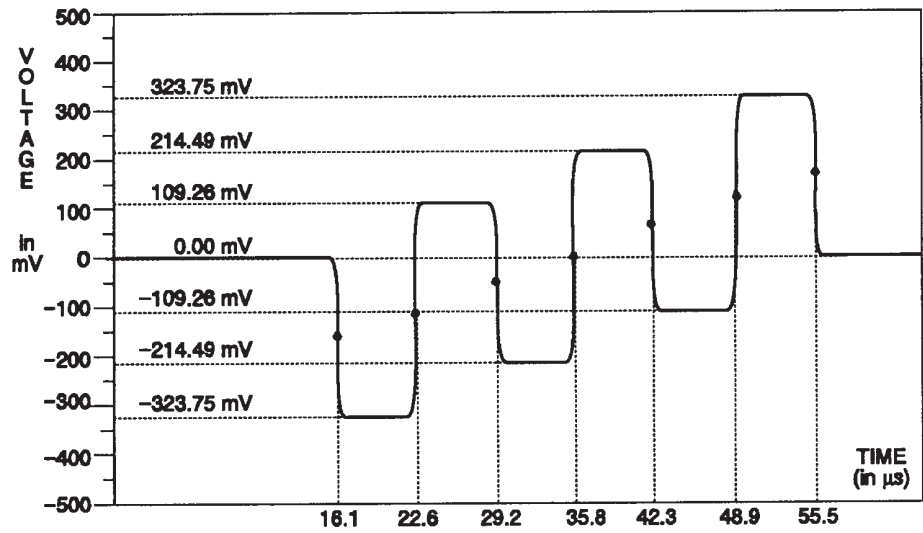 VOLTAGE
in
mV
500
400
300
200
100
0
-100
-200
-300
-400
-500
323.75 mV
214.49 mV
109.26 mV
0.00 mV
-109.26 mV
-214.49 mV
-323.75 mV
TIME
(in µs)
16.1 22.6 29.2 35.8 42.3 48.9 55.5